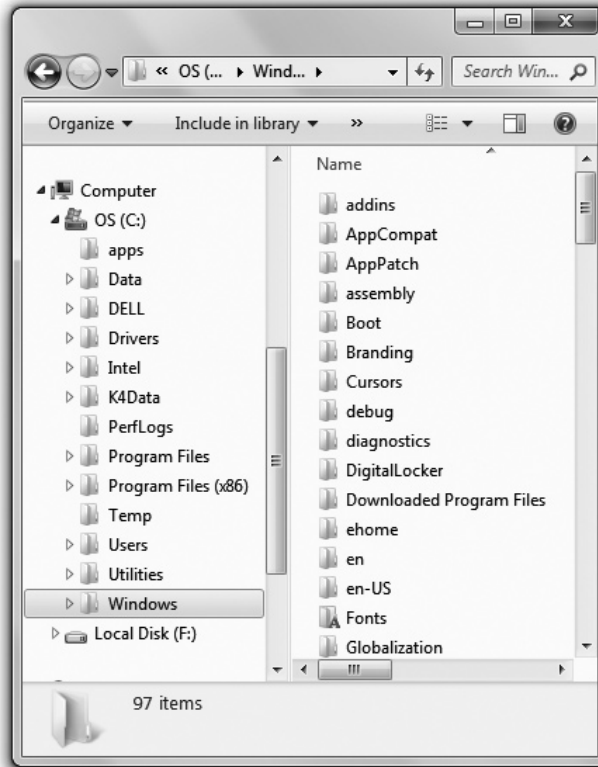 « OS (... ▸ Wind... ▸ Search Win...
Organize ▾ Include in library ▾ »
Computer
OS (C:)
apps
Data
DELL
Drivers
Intel
K4Data
PerfLogs
Program Files
Program Files (x86)
Temp
Users
Utilities
Windows
Local Disk (F:)
Name
addins
AppCompat
AppPatch
assembly
Boot
Branding
Cursors
debug
diagnostics
DigitalLocker
Downloaded Program Files
ehome
en
en-US
Fonts
Globalization
97 items